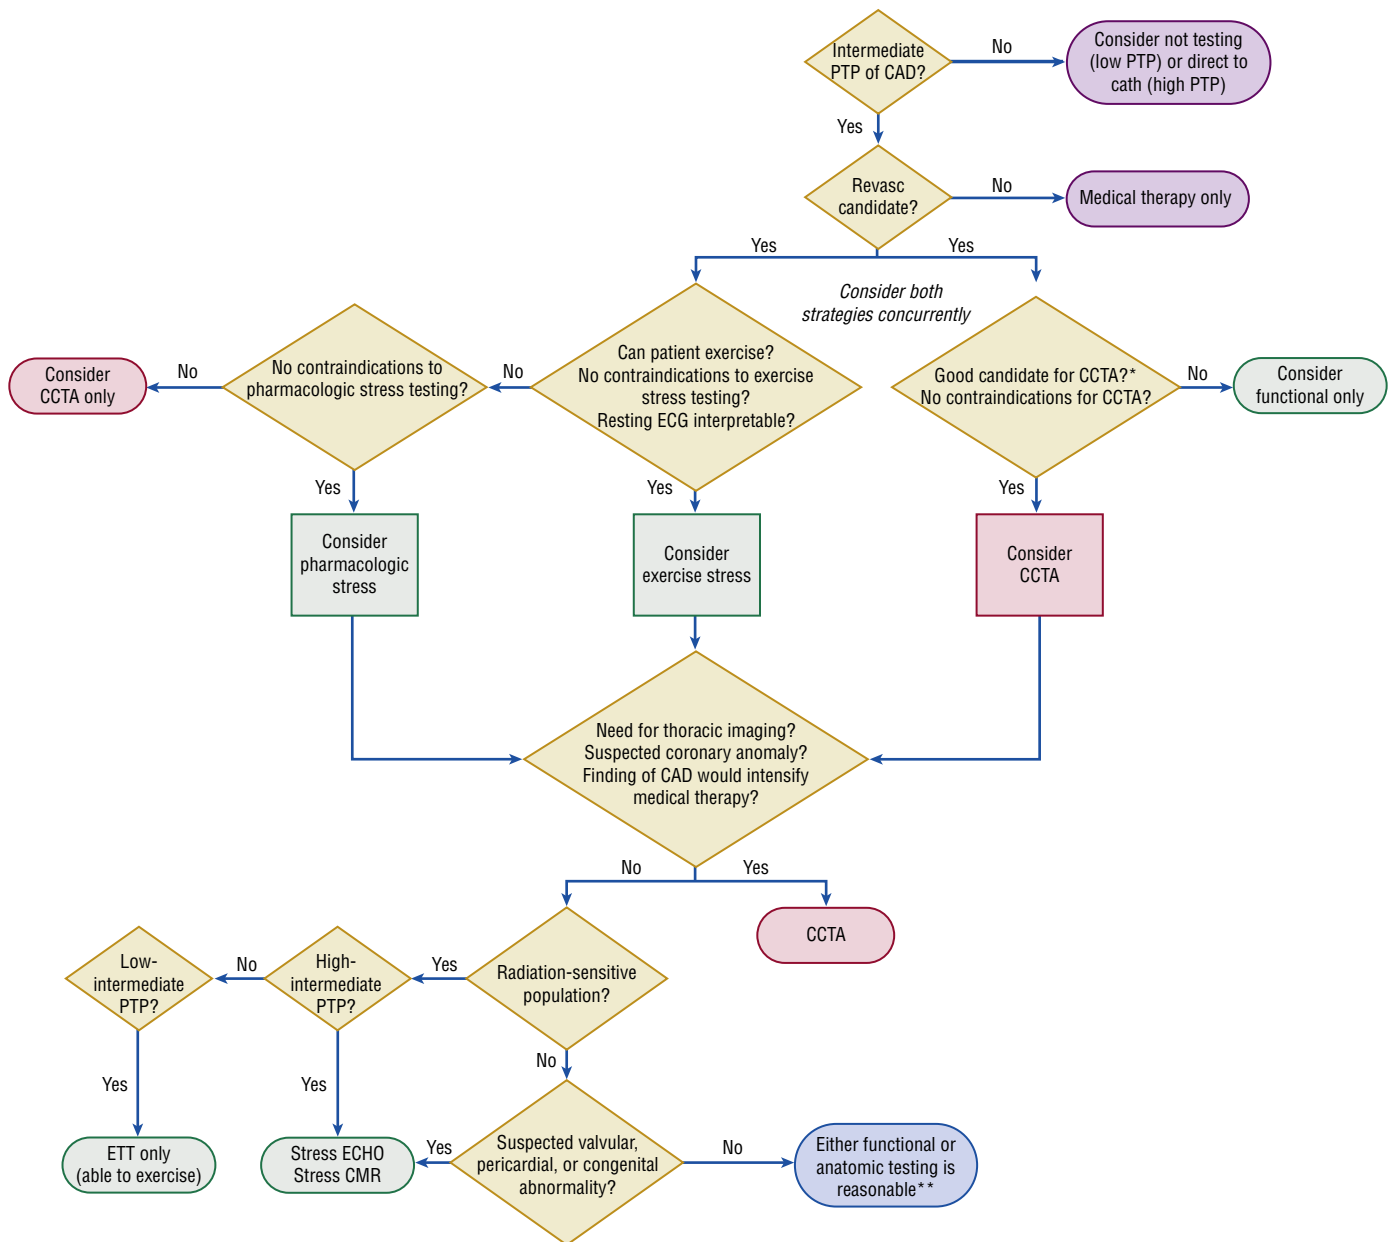 Intermediate
PTP of CAD?
No
Consider not testing
(low PTP) or direct to
cath (high PTP)
Yes
Revasc
candidate?
No
Medical therapy only
Yes
Yes
Consider both
strategies concurrently
Consider
CCTA only
No
No contraindications to
pharmacologic stress testing?
No
Can patient exercise?
No contraindications to exercise
stress testing?
Resting ECG interpretable?
Good candidate for CCTA?*
No contraindications for CCTA?
No
Consider
functional only
Yes
Yes
Yes
Consider
pharmacologic
stress
Consider
exercise stress
Consider
CCTA
Need for thoracic imaging?
Suspected coronary anomaly?
Finding of CAD would intensify
medical therapy?
No
Yes
CCTA
Low-
intermediate
PTP?
No
High-
intermediate
PTP?
Yes
Radiation-sensitive
population?
Yes
Yes
No
ETT only
(able to exercise)
Stress ECHO
Stress CMR
Yes
Suspected valvular,
pericardial, or congenital
abnormality?
No
Either functional or
anatomic testing is
reasonable**